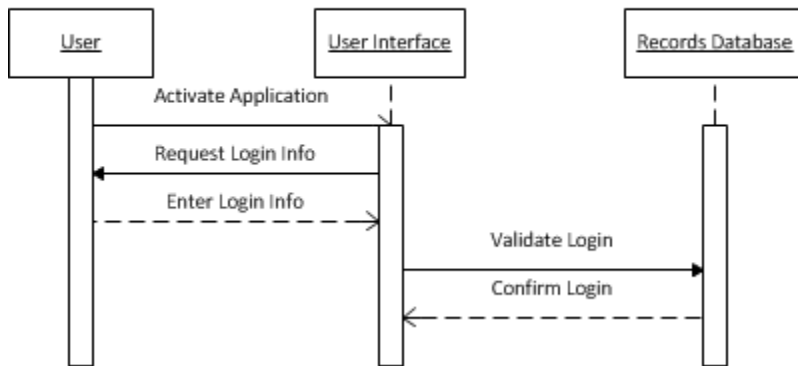 User
User Interface
Records Database
Activate Application
Request Login Info
Enter Login Info
Validate Login
Confirm Login